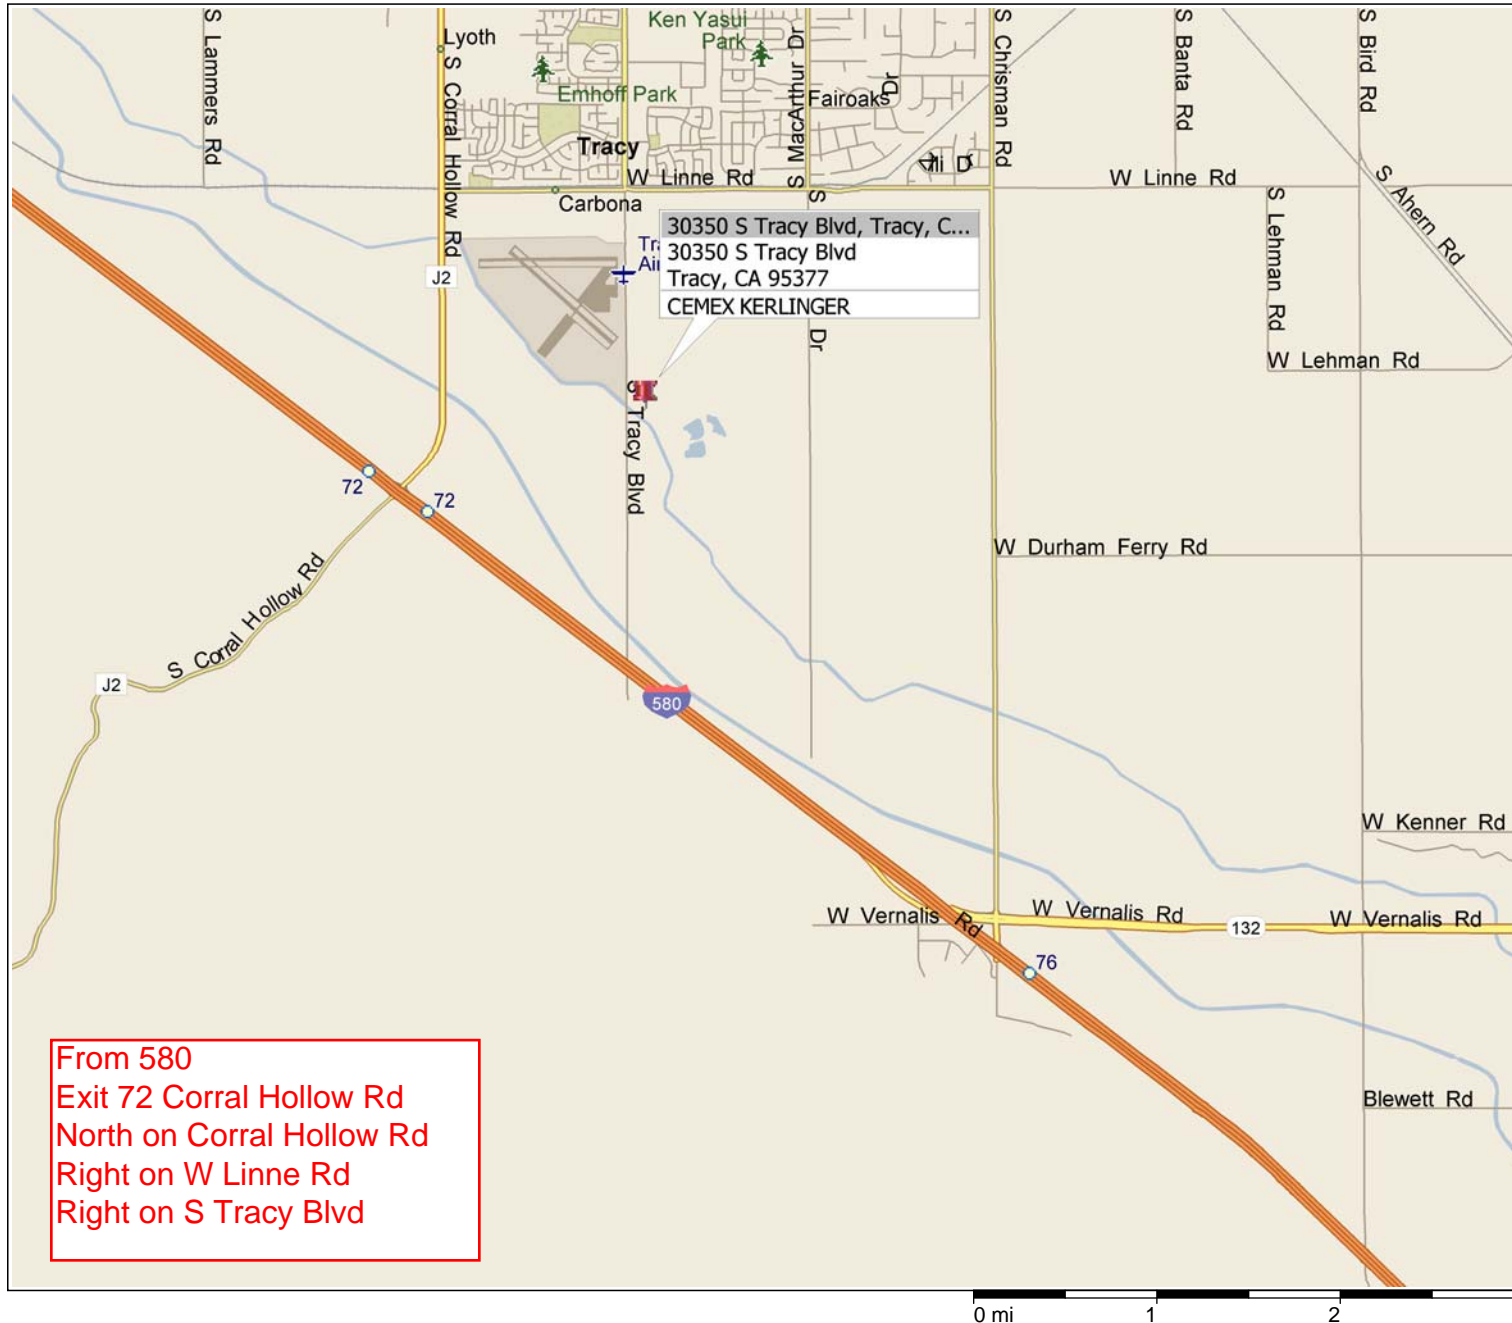 S Lammers Rd
Lyoth
S Corral Hollow Rd
Ken Yasui
Park
Emhoff Park
S MacArthur Dr
Fairoaks
Dr
S Chrisman Rd
S Banta Rd
S Bird Rd
Tracy
W Linne Rd
Carbona
W Linne Rd
S Ahern Rd
S Lehman Rd
W Lehman Rd
J2
30350 S Tracy Blvd, Tracy, C...
30350 S Tracy Blvd
Tracy, CA 95377
CEMEX KERLINGER
S
Dr
S Tracy Blvd
72
72
W Durham Ferry Rd
S Corral Hollow Rd
J2
580
W Kenner Rd
W Vernalis Rd
W Vernalis Rd
132
W Vernalis Rd
76
Blewett Rd
From 580
Exit 72 Corral Hollow Rd
North on Corral Hollow Rd
Right on W Linne Rd
Right on S Tracy Blvd
0 mi
1
2